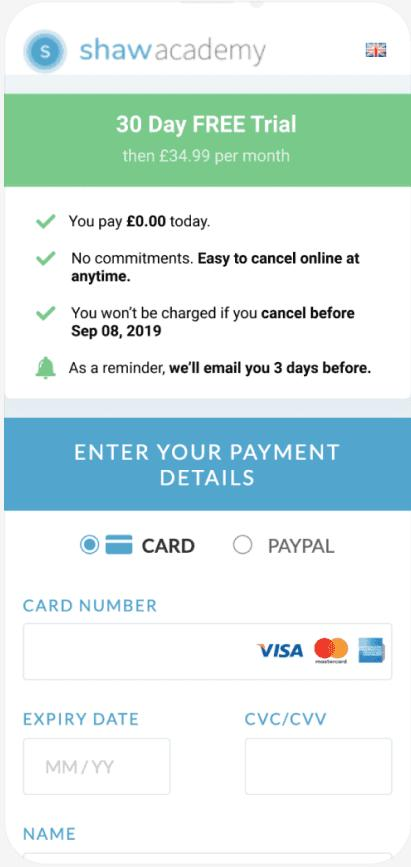 S shaw academy
30 Day FREE Trial
then £34.99 per month
You pay £0.00 today.
No commitments. Easy to cancel online at
anytime.
You won't be charged if you cancel before
Sep 08, 2019
As a reminder, we'll email you 3 days before.
ENTER YOUR PAYMENT
DETAILS
CARD PAYPAL
CARD NUMBER
VISA mastercard
EXPIRY DATE CVC/CVV
MM / YY
NAME